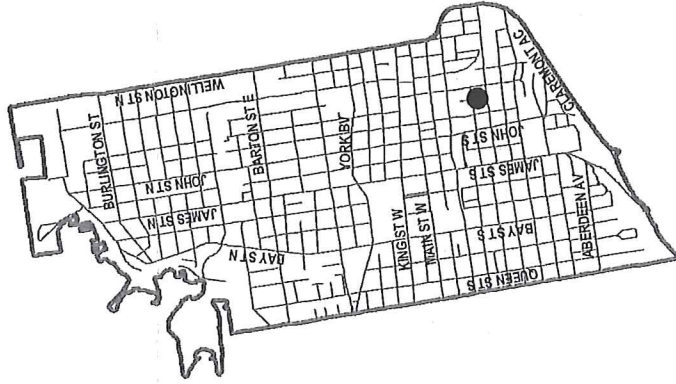 WELLINGTON ST N
BURLINGTON ST
BARTON ST E
YORK BV
CLAREMONT AC
JOHN ST N
JOHN ST S
JAMES ST N
JAMES ST S
BAY ST N
KING ST W
MAIN ST W
BAY ST S
ABERDEEN AV
QUEEN ST S